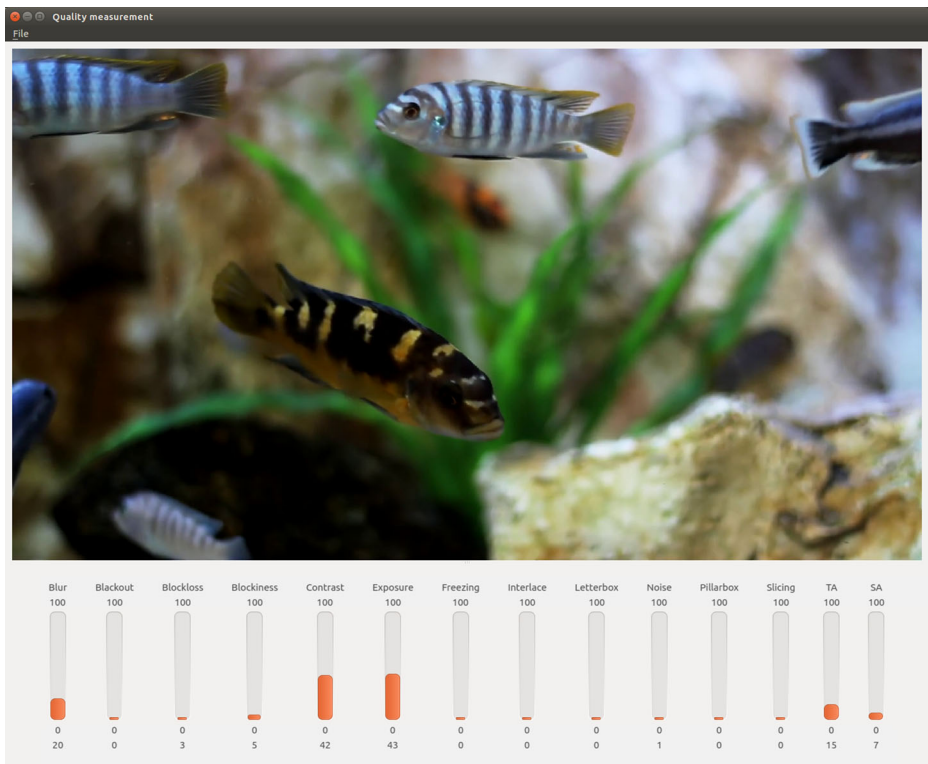 Quality measurement
File
Blur Blackout Blockloss Blockiness Contrast Exposure Freezing Interlace Letterbox Noise Pillarbox Slicing TA SA
100 100 100 100 100 100 100 100 100 100 100 100 100 100
0 0 0 0 0 0 0 0 0 0 0 0 0 0
20 0 3 5 42 43 0 0 0 1 0 0 15 7